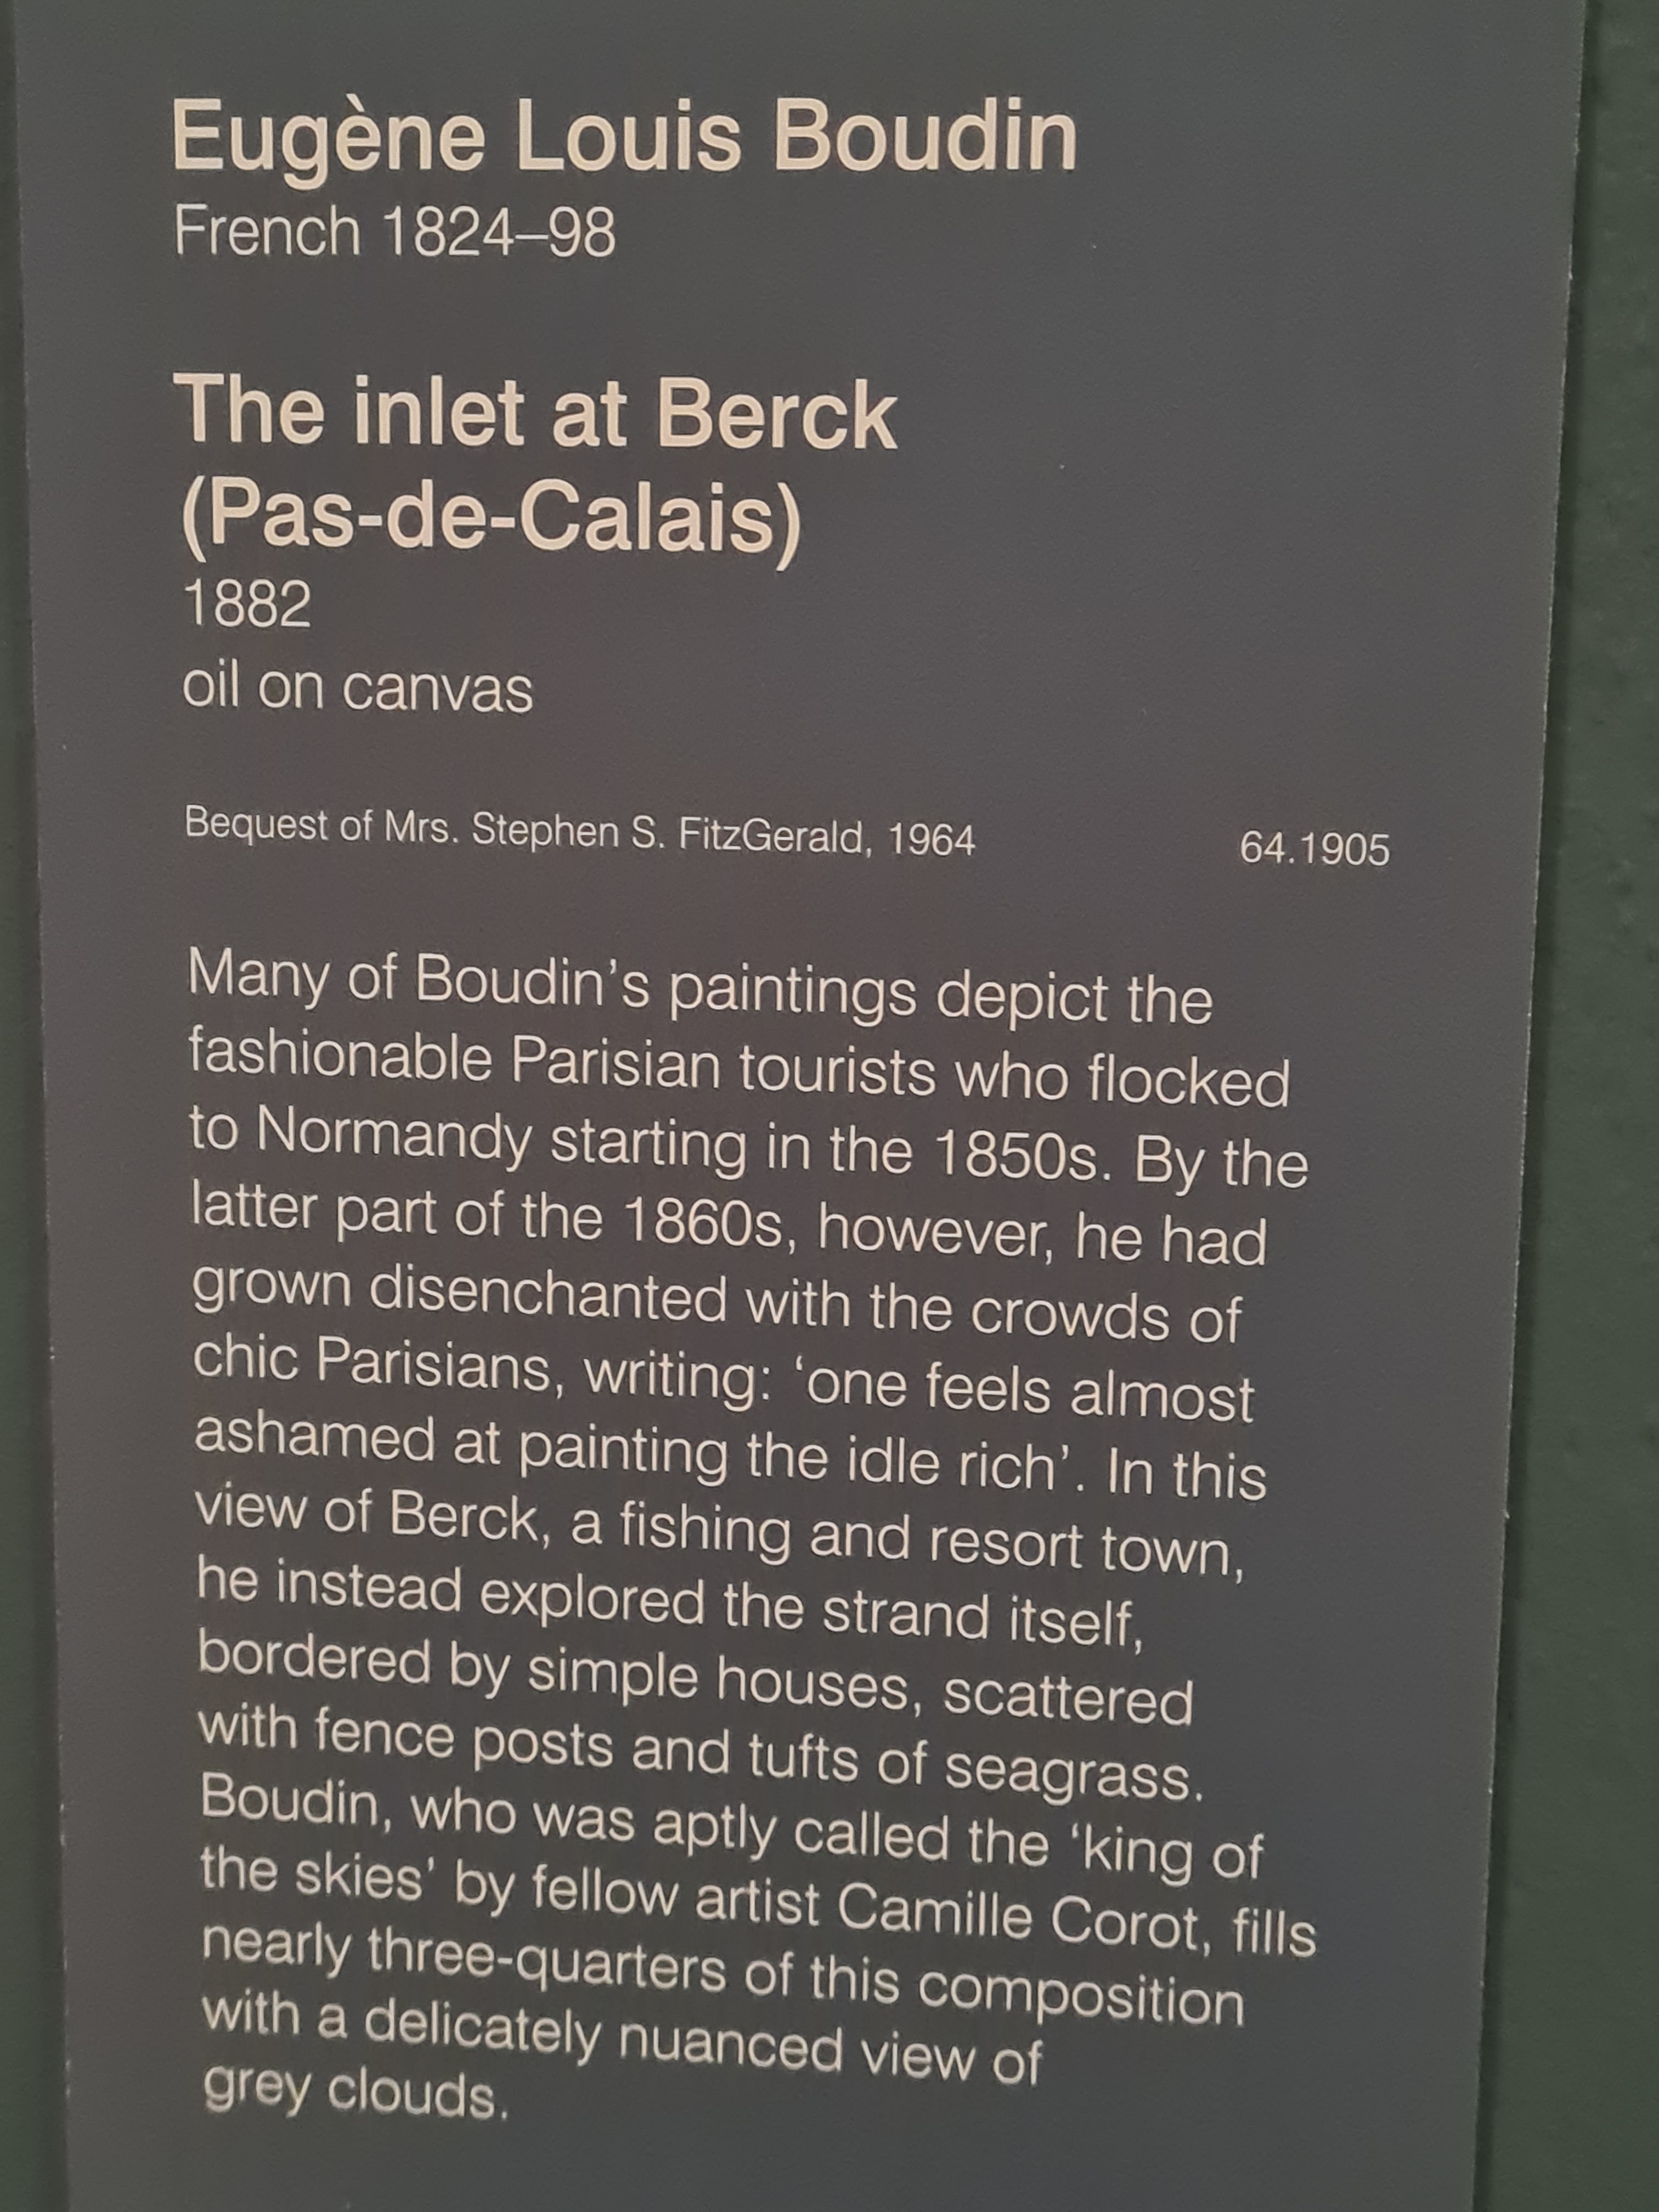 Eugène Louis Boudin
French 1824–98
The inlet at Berck
(Pas-de-Calais)
1882
oil on canvas
Bequest of Mrs. Stephen S. FitzGerald, 1964 64.1905
Many of Boudin's paintings depict the
fashionable Parisian tourists who flocked
to Normandy starting in the 1850s. By the
latter part of the 1860s, however, he had
grown disenchanted with the crowds of
chic Parisians, writing: ‘one feels almost
ashamed at painting the idle rich’. In this
view of Berck, a fishing and resort town,
he instead explored the strand itself,
bordered by simple houses, scattered
with fence posts and tufts of seagrass.
Boudin, who was aptly called the ‘king of
the skies’ by fellow artist Camille Corot, fills
nearly three-quarters of this composition
with a delicately nuanced view of
grey clouds.